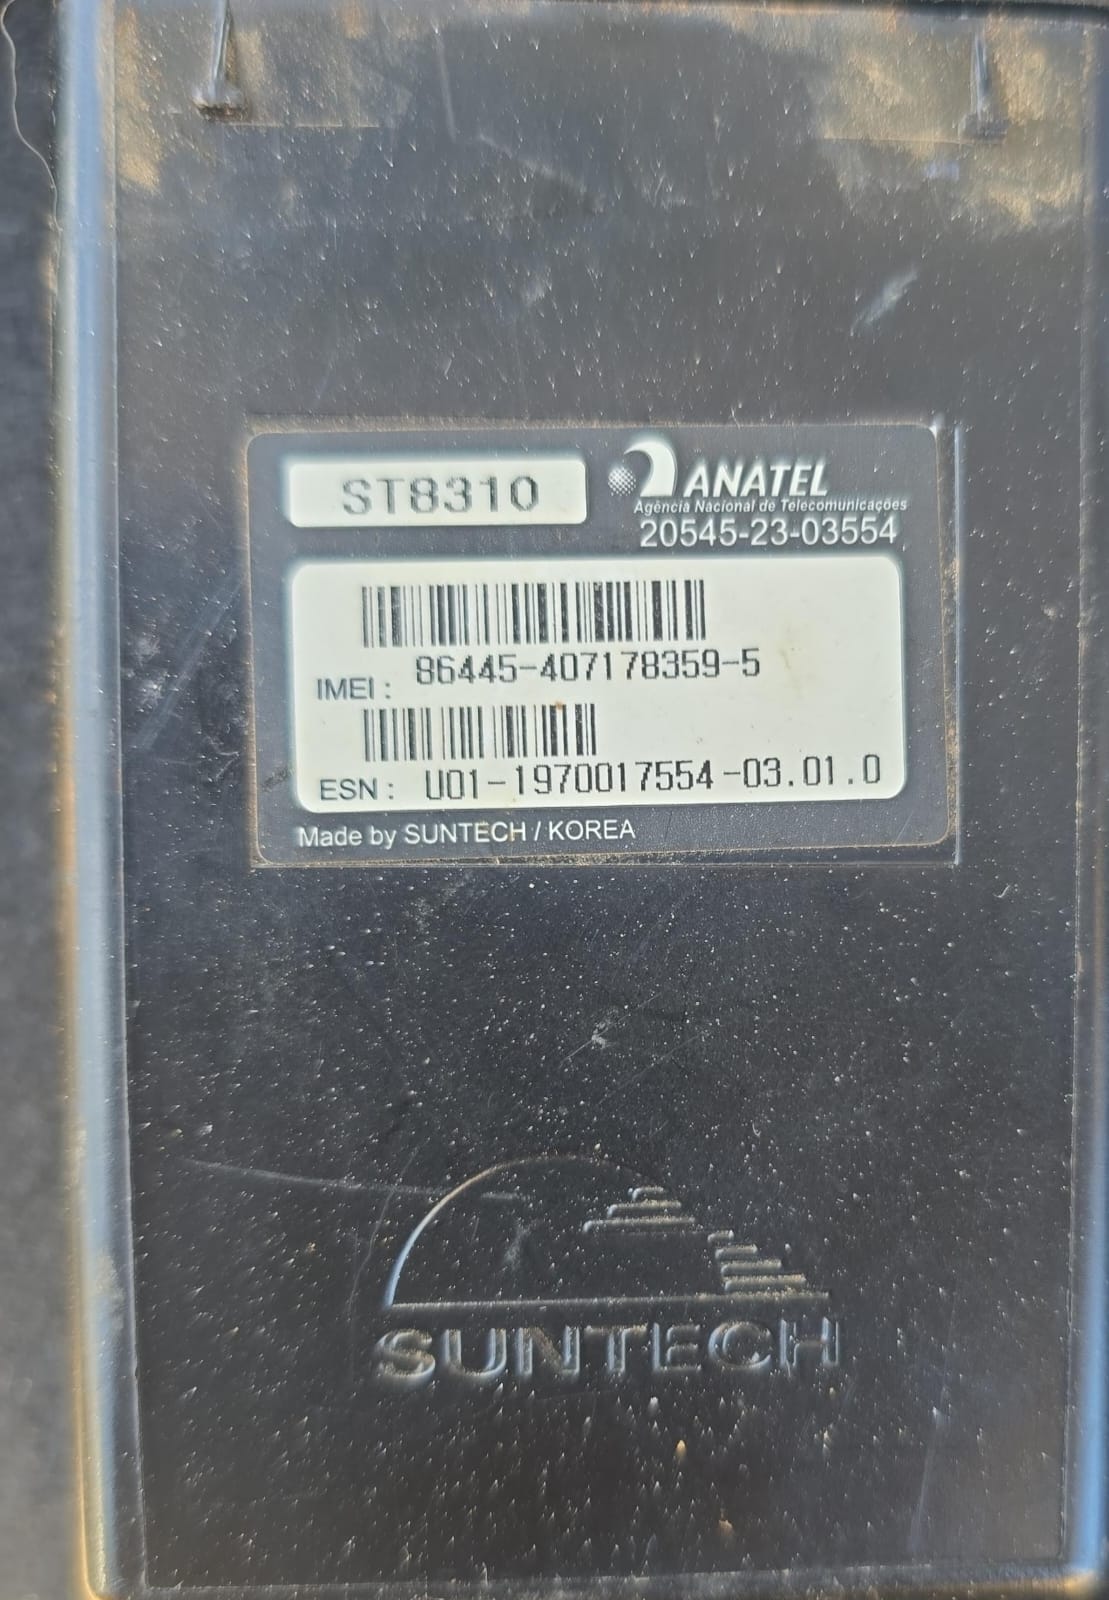 ST8310
ANATEL
Agência Nacional de Telecomunicações
20545-23-03554
IMEI : 86445-407178359-5
ESN : U01-1970017554-03.01.0
Made by SUNTECH / KOREA
SUNTECH